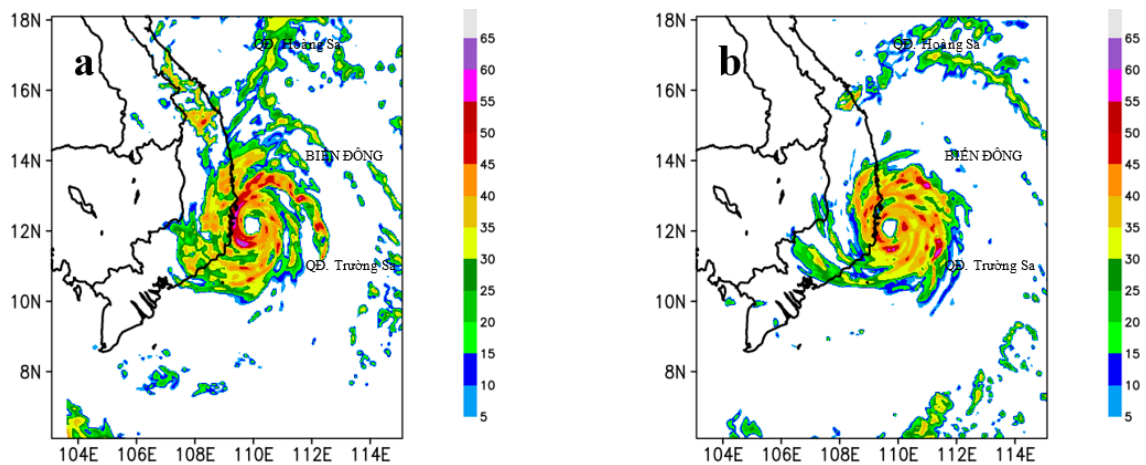 18N
a
QĐ. Hoàng Sa
16N
14N
BIỂN ĐÔNG
12N
QĐ. Trường Sa
10N
8N
104E 106E 108E 110E 112E 114E
65
60
55
50
45
40
35
30
25
20
15
10
5
18N
b
QĐ. Hoàng Sa
16N
14N
BIỂN ĐÔNG
12N
QĐ. Trường Sa
10N
8N
104E 106E 108E 110E 112E 114E
65
60
55
50
45
40
35
30
25
20
15
10
5